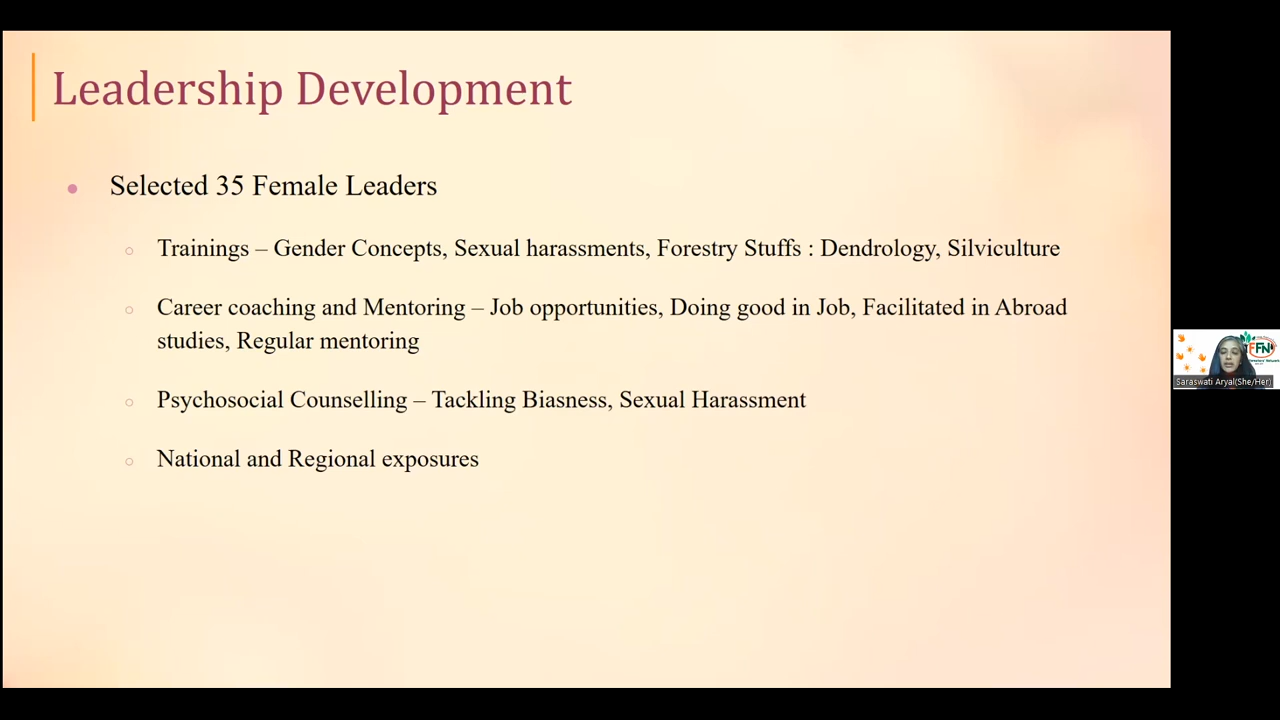 Leadership Development
Selected 35 Female Leaders
Trainings – Gender Concepts, Sexual harassments, Forestry Stuffs : Dendrology, Silviculture
Career coaching and Mentoring – Job opportunities, Doing good in Job, Facilitated in Abroad
studies, Regular mentoring
Psychosocial Counselling – Tackling Biasness, Sexual Harassment
National and Regional exposures
FFN
Saraswati Aryal(She/Her)